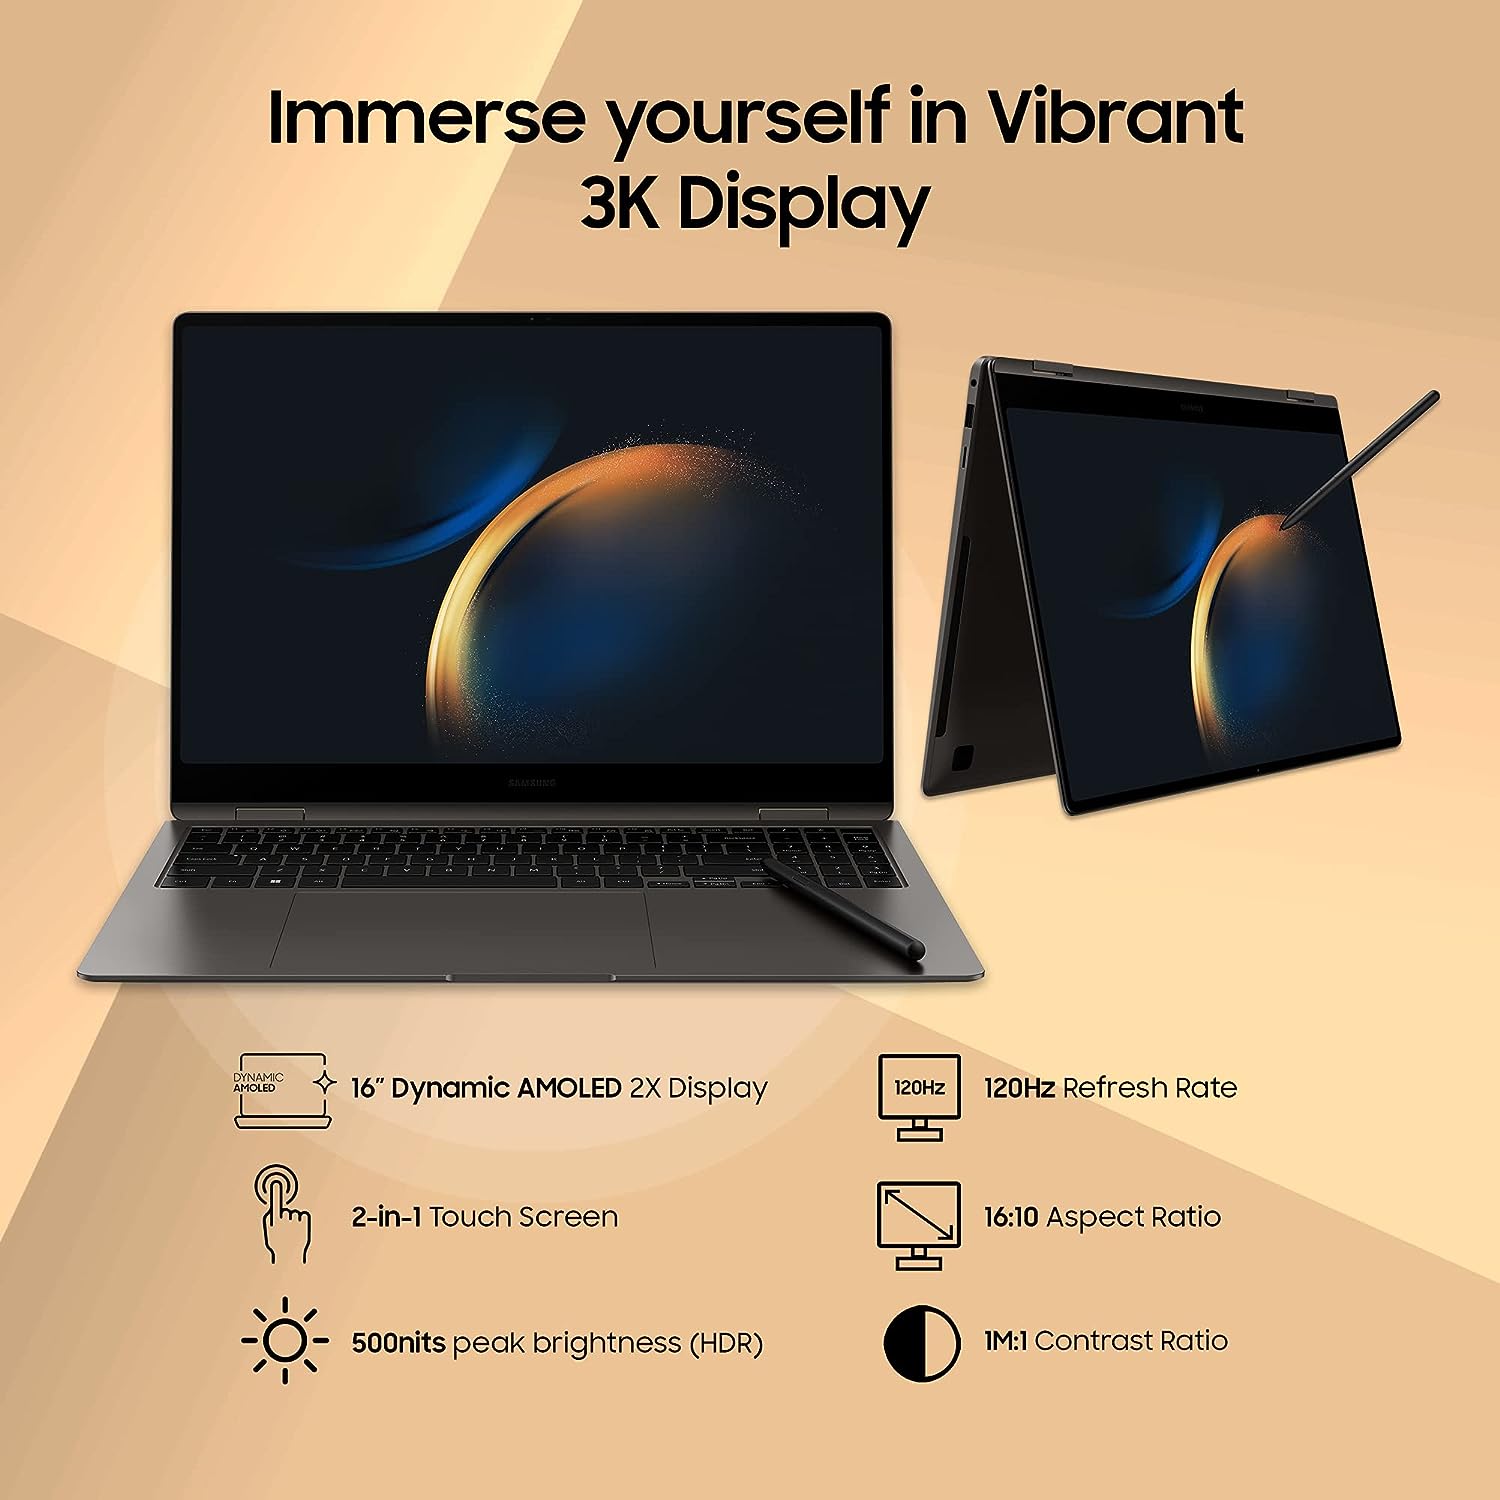 Immerse yourself in Vibrant
3K Display
SAMSUNG
DYNAMIC
AMOLED
16” Dynamic AMOLED 2X Display
120Hz
120Hz Refresh Rate
2-in-1 Touch Screen
16:10 Aspect Ratio
500nits peak brightness (HDR)
1M:1 Contrast Ratio